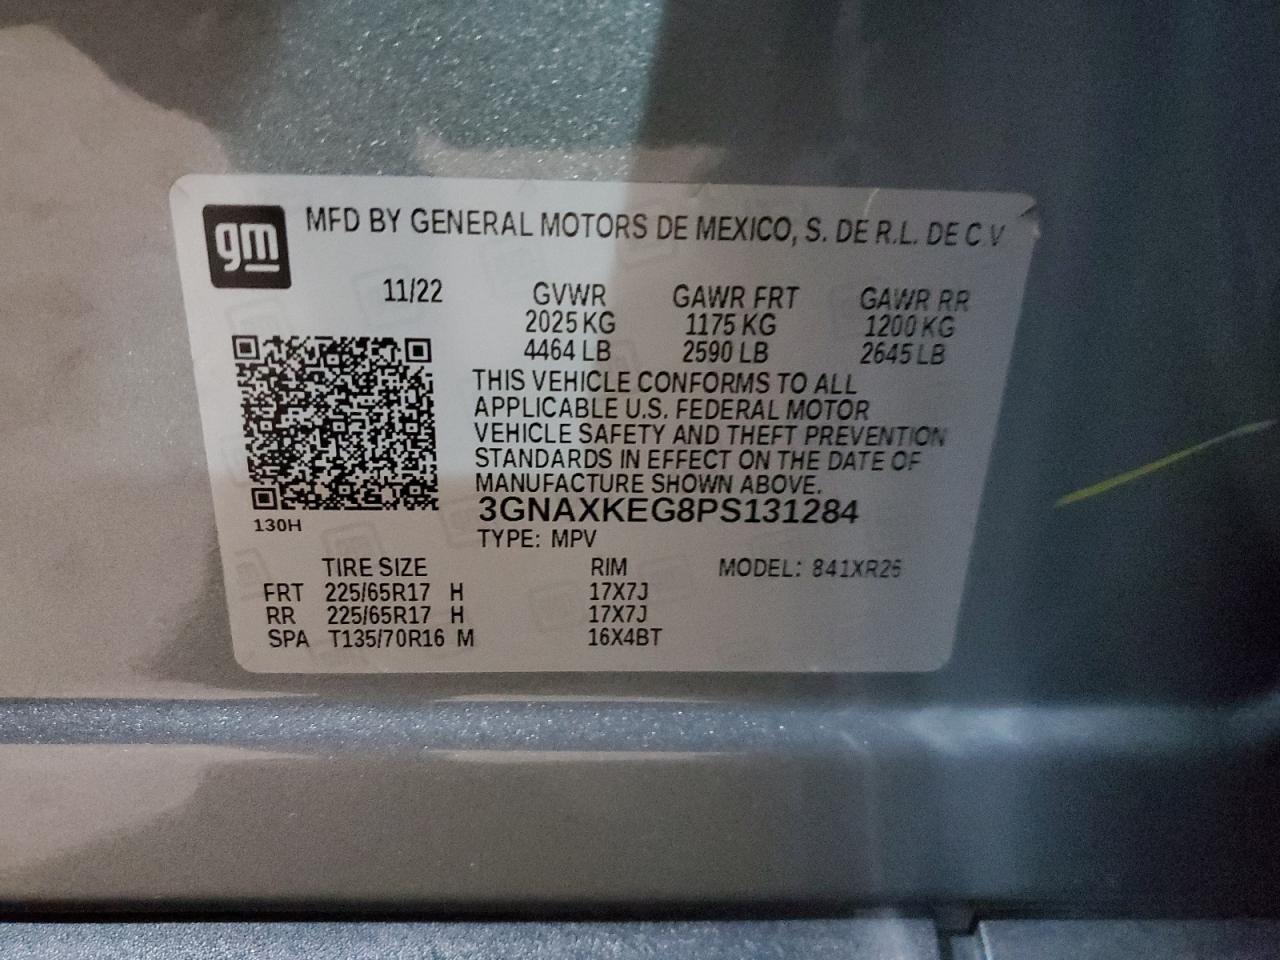 gm
MFD BY GENERAL MOTORS DE MEXICO, S. DE R.L. DE C.V
11/22 GVWR GAWR FRT GAWR RR
2025 KG 1175 KG 1200 KG
4464 LB 2590 LB 2645 LB
THIS VEHICLE CONFORMS TO ALL
APPLICABLE U.S. FEDERAL MOTOR
VEHICLE SAFETY AND THEFT PREVENTION
STANDARDS IN EFFECT ON THE DATE OF
MANUFACTURE SHOWN ABOVE.
3GNAXKEG8PS131284
130H
TYPE: MPV
TIRE SIZE RIM MODEL: 841XR26
FRT 225/65R17 H 17X7J
RR 225/65R17 H 17X7J
SPA T135/70R16 M 16X4BT